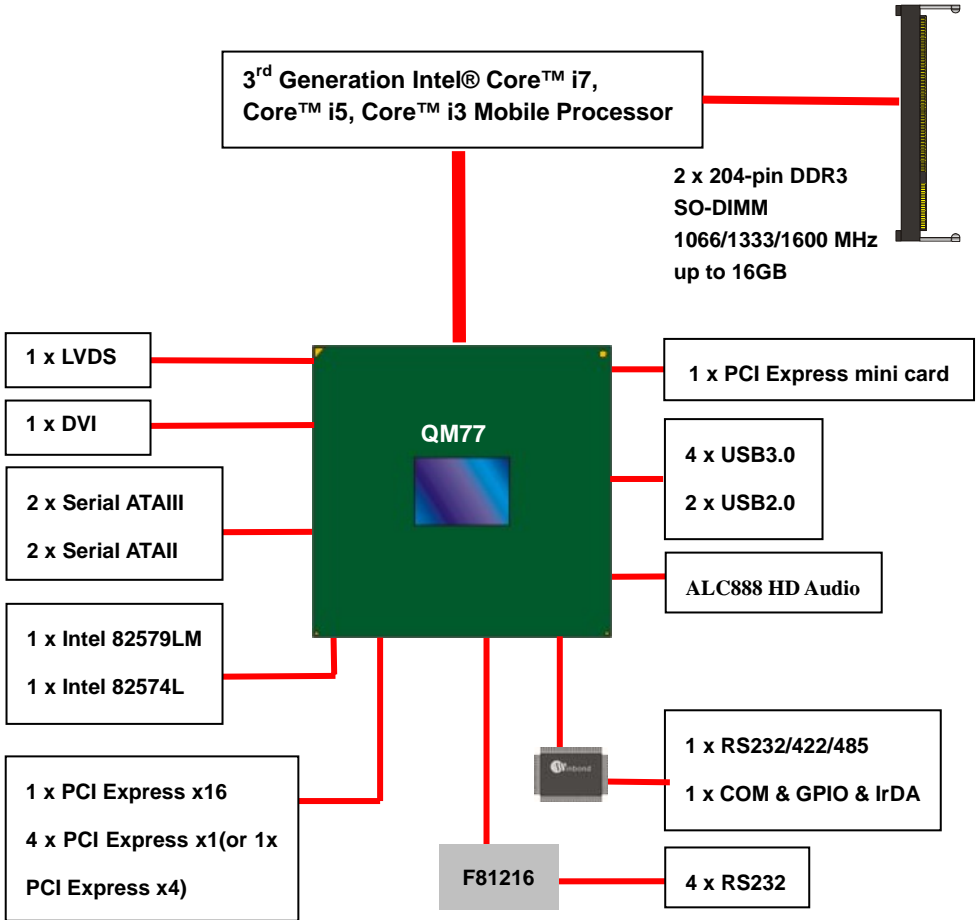 3rd Generation Intel® Core™ i7,
Core™ i5, Core™ i3 Mobile Processor
2 x 204-pin DDR3
SO-DIMM
1066/1333/1600 MHz
up to 16GB
1 x LVDS
1 x DVI
2 x Serial ATAIII
2 x Serial ATAII
1 x Intel 82579LM
1 x Intel 82574L
1 x PCI Express x16
4 x PCI Express x1(or 1x
PCI Express x4)
QM77
1 x PCI Express mini card
4 x USB3.0
2 x USB2.0
ALC888 HD Audio
Winbond
1 x RS232/422/485
1 x COM & GPIO & IrDA
F81216
4 x RS232